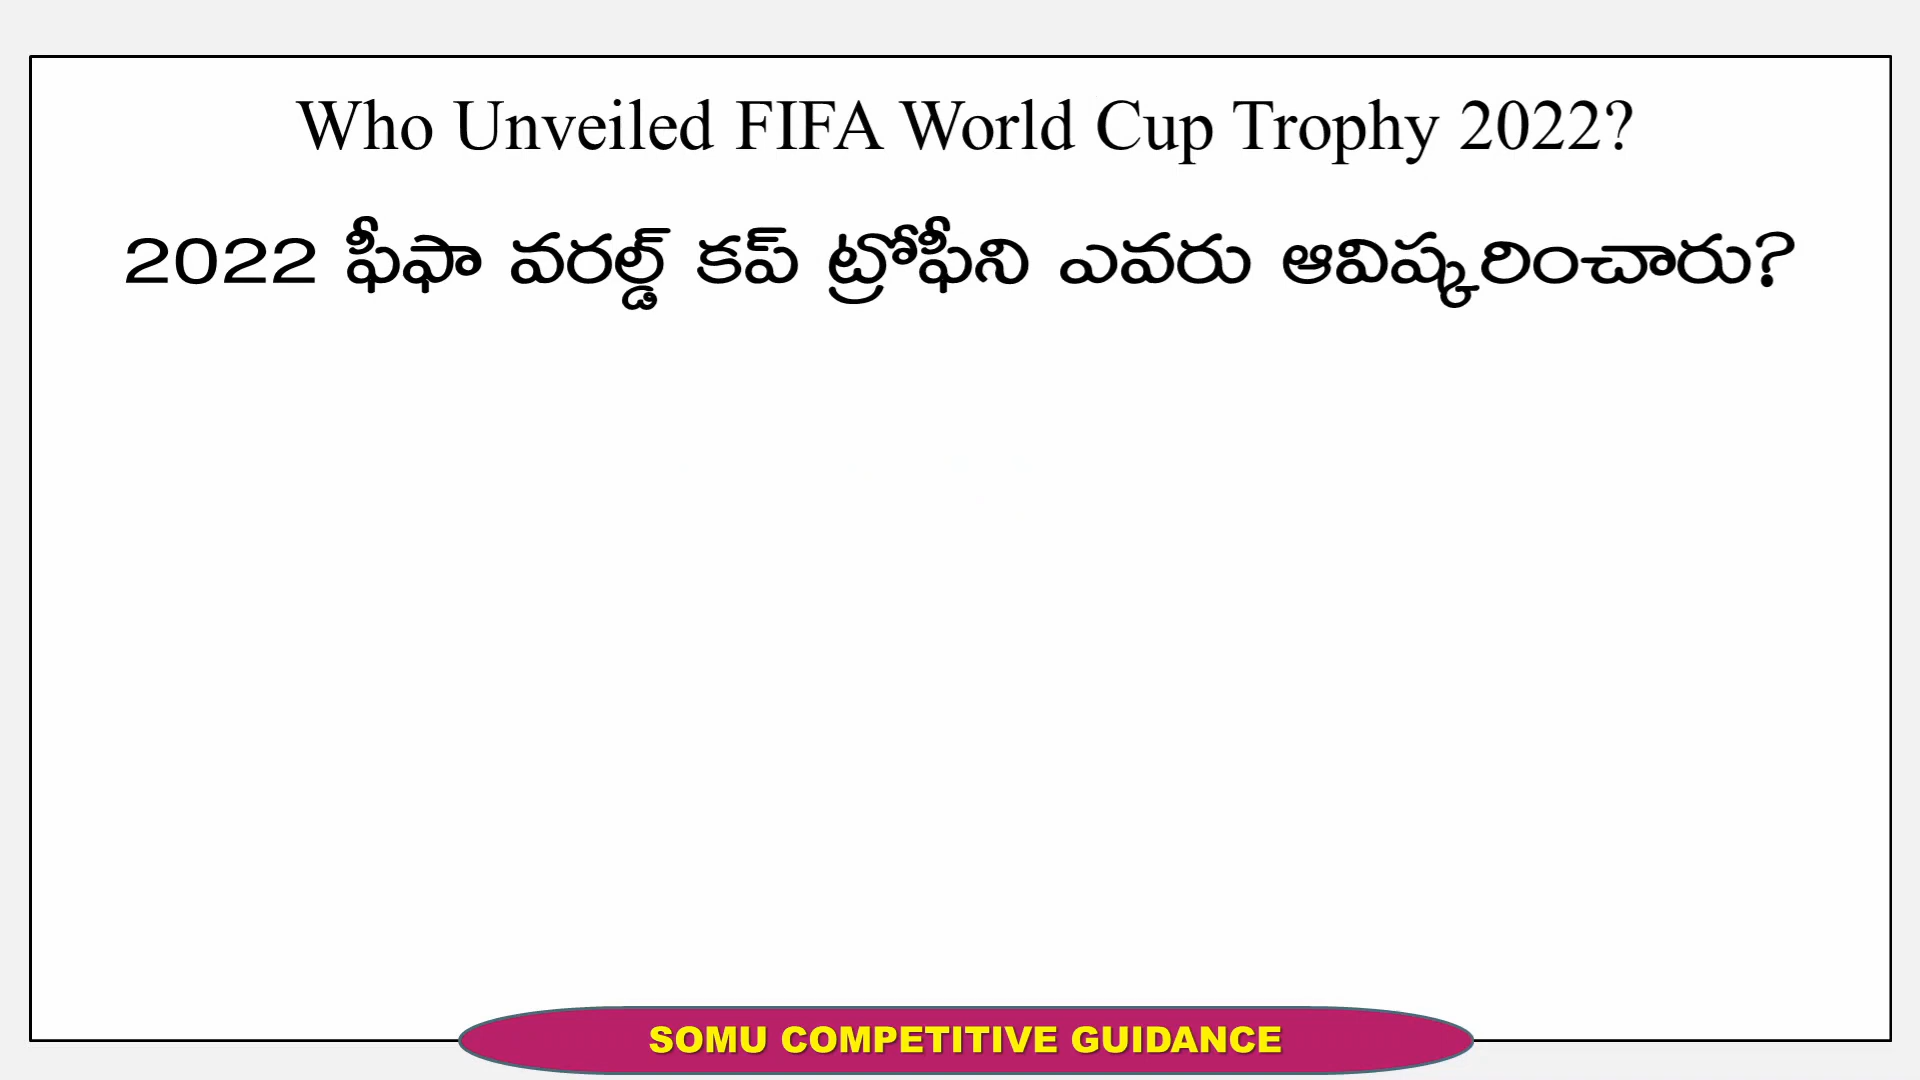 Who Unveiled FIFA World Cup Trophy 2022?
2022 ఫీఫా వరల్డ్ కప్ ట్రోఫీని ఎవరు ఆవిష్కరించారు?
SOMU COMPETITIVE GUIDANCE